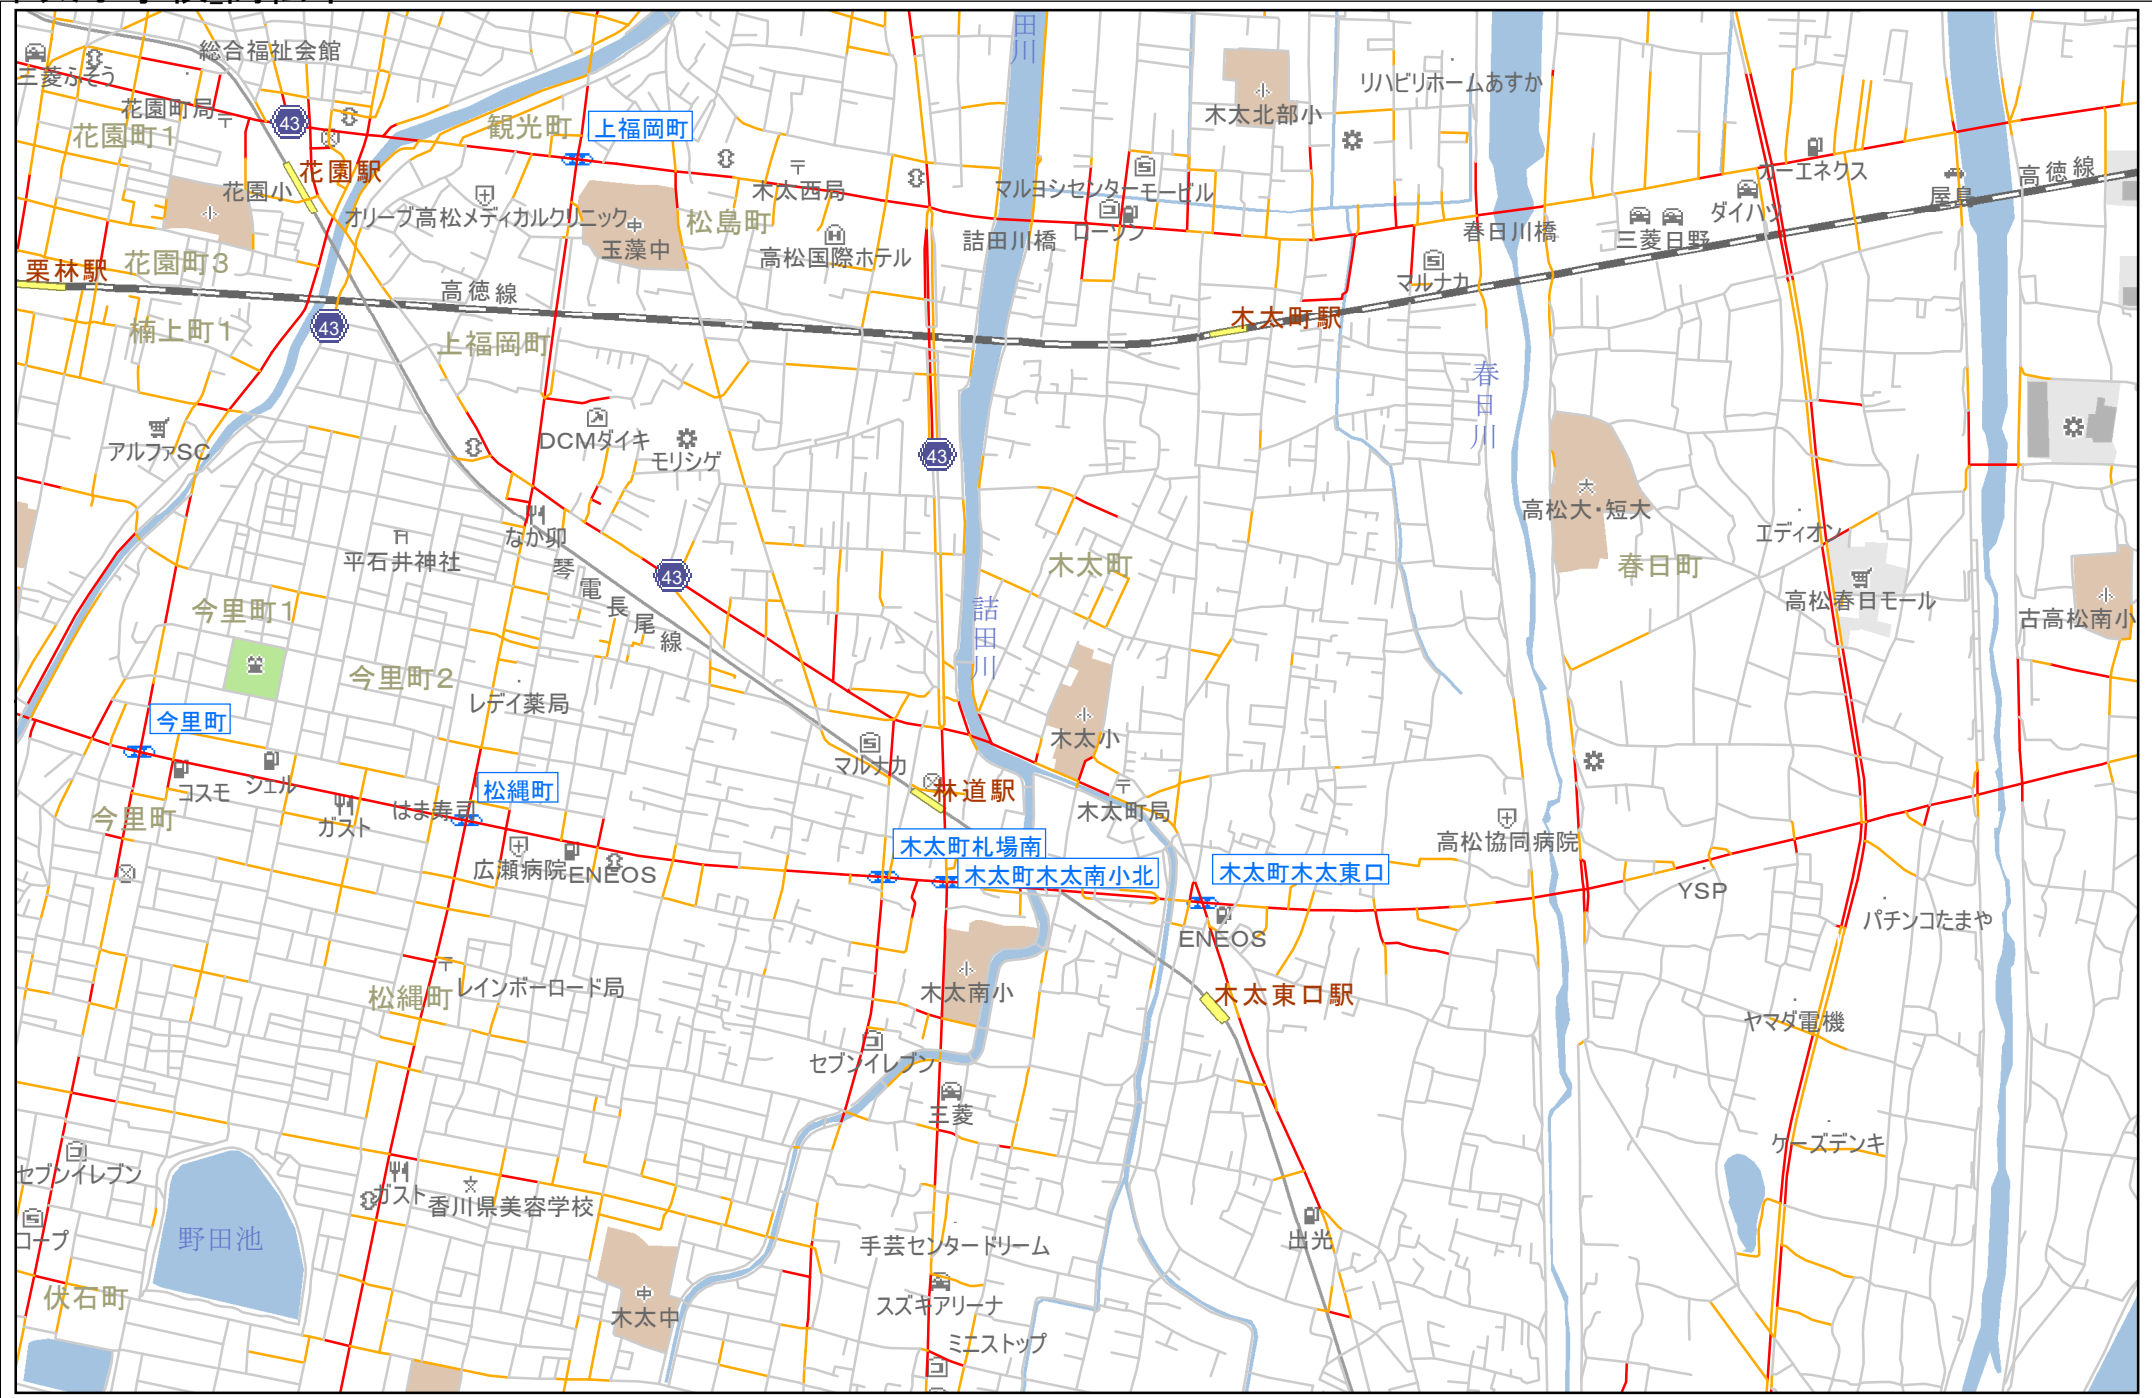 総合福祉会館
三菱ふそう
花園町局
花園町1
43
観光町
上福岡町
田川
木太北部小
リハビリホームあすか
花園駅
花園小
オリーブ高松メディカルクリニック
玉藻中
松島町
木太西局
高松国際ホテル
マルヨシセンター
モービル
詰田川橋
ローソン
春日川橋
三菱
日野
ダイハツ
カーエネクス
屋島
高徳線
マルナカ
栗林駅
花園町3
高徳線
楠上町1
43
上福岡町
木太町駅
春日川
アルファSC
DCMダイキ
モリシゲ
43
高松大・短大
なか卯
平石井神社
琴電長尾線
43
木太町
エディオン
春日町
高松春日モール
古高松南小
今里町1
詰田川
今里町2
レデイ薬局
今里町
木太小
マルナカ
コスモ
シェル
松縄町
林道駅
木太町局
今里町
ガスト
はま寿司
木太町札場南
高松協同病院
広瀬病院
ENEOS
木太町木太南小北
木太町木太東口
YSP
パチンコたまや
ENEOS
松縄町
レインボーロード局
木太南小
木太東口駅
ヤマダ電機
セブンイレブン
三菱
ケーズデンキ
セブンイレブン
ガスト
香川県美容学校
コープ
野田池
手芸センタードリーム
出光
伏石町
木太中
スズキアリーナ
ミニストップ